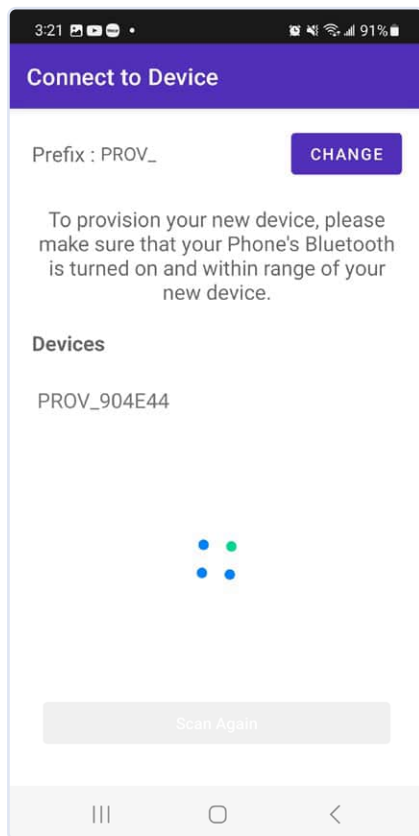 3:21 91%
Connect to Device
Prefix : PROV_ CHANGE
To provision your new device, please
make sure that your Phone's Bluetooth
is turned on and within range of your
new device.
Devices
PROV_904E44
Scan Again